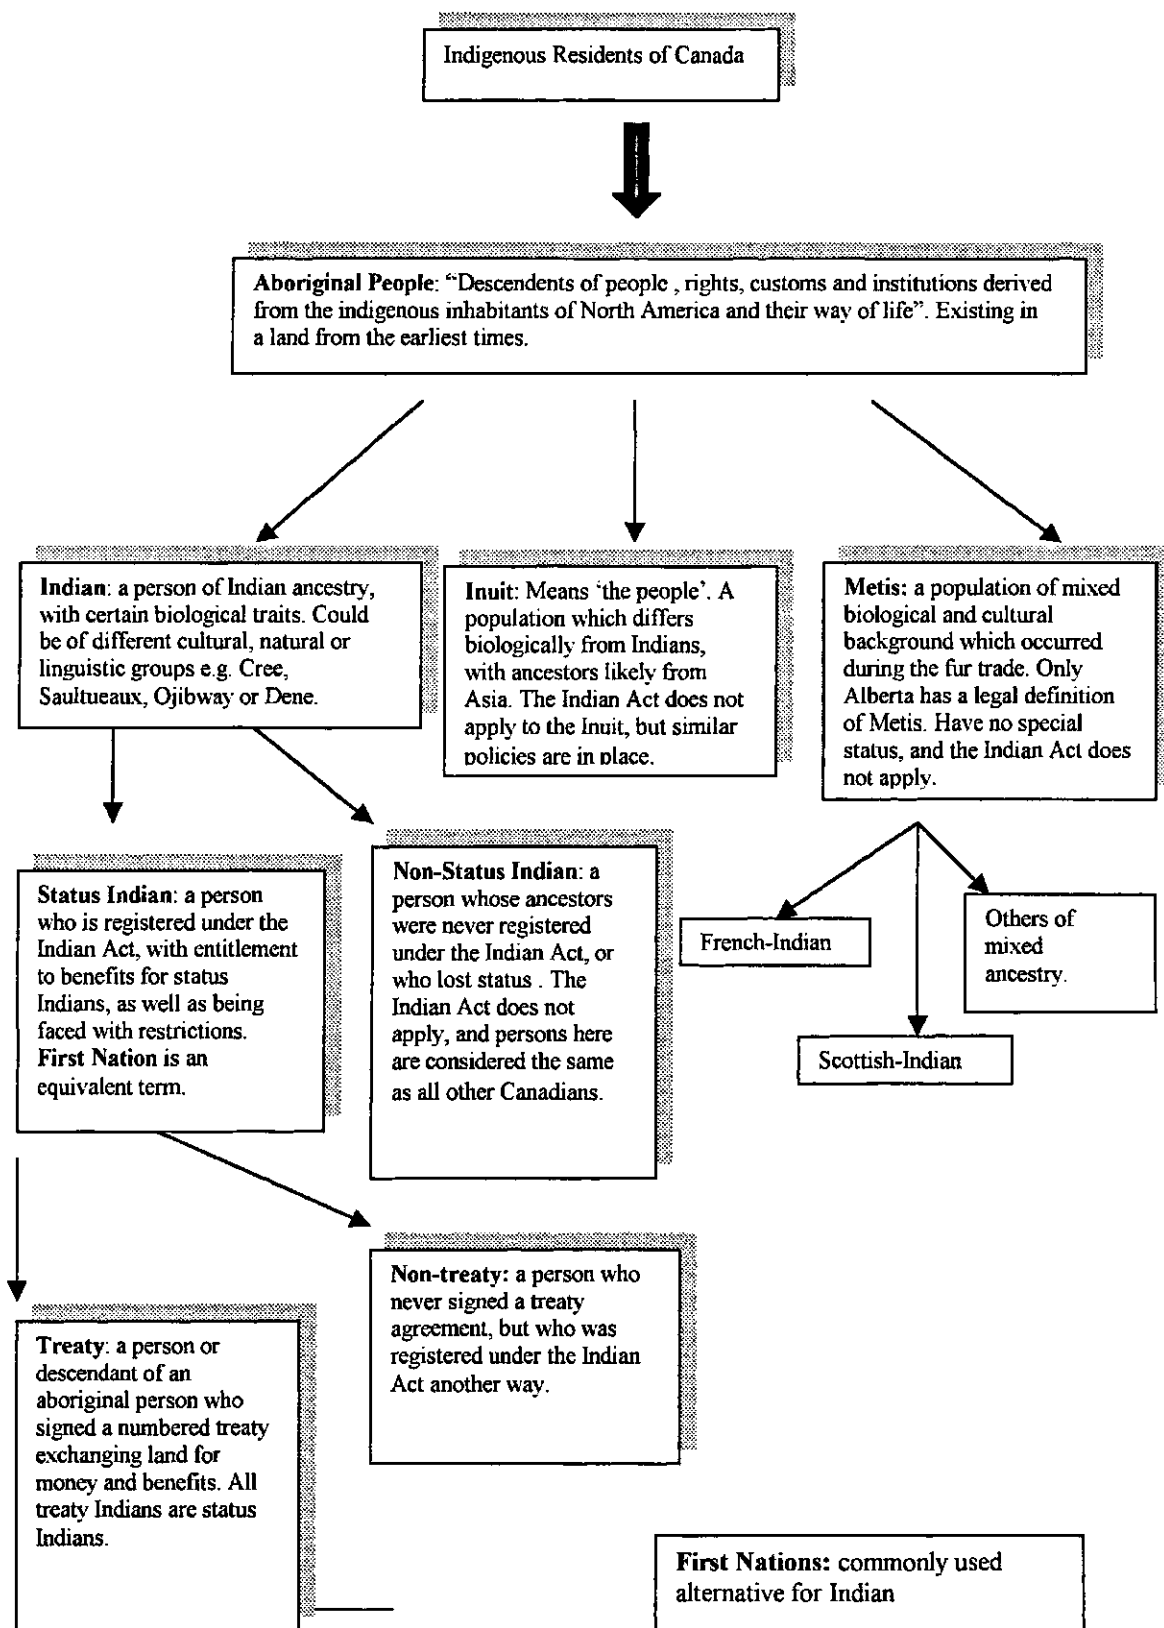 Indigenous Residents of Canada
Aboriginal People: “Descendents of people , rights, customs and institutions derived
from the indigenous inhabitants of North America and their way of life”. Existing in
a land from the earliest times.
Indian: a person of Indian ancestry,
with certain biological traits. Could
be of different cultural, natural or
linguistic groups e.g. Cree,
Saultueaux, Ojibway or Dene.
Inuit: Means ‘the people’. A
population which differs
biologically from Indians,
with ancestors likely from
Asia. The Indian Act does not
apply to the Inuit, but similar
policies are in place.
Metis: a population of mixed
biological and cultural
background which occurred
during the fur trade. Only
Alberta has a legal definition
of Metis. Have no special
status, and the Indian Act does
not apply.
Status Indian: a person
who is registered under the
Indian Act, with entitlement
to benefits for status
Indians, as well as being
faced with restrictions.
First Nation is an
equivalent term.
Non-Status Indian: a
person whose ancestors
were never registered
under the Indian Act, or
who lost status . The
Indian Act does not
apply, and persons here
are considered the same
as all other Canadians.
French-Indian
Others of
mixed
ancestry.
Scottish-Indian
Non-treaty: a person who
never signed a treaty
agreement, but who was
registered under the Indian
Act another way.
Treaty: a person or
descendant of an
aboriginal person who
signed a numbered treaty
exchanging land for
money and benefits. All
treaty Indians are status
Indians.
First Nations: commonly used
alternative for Indian